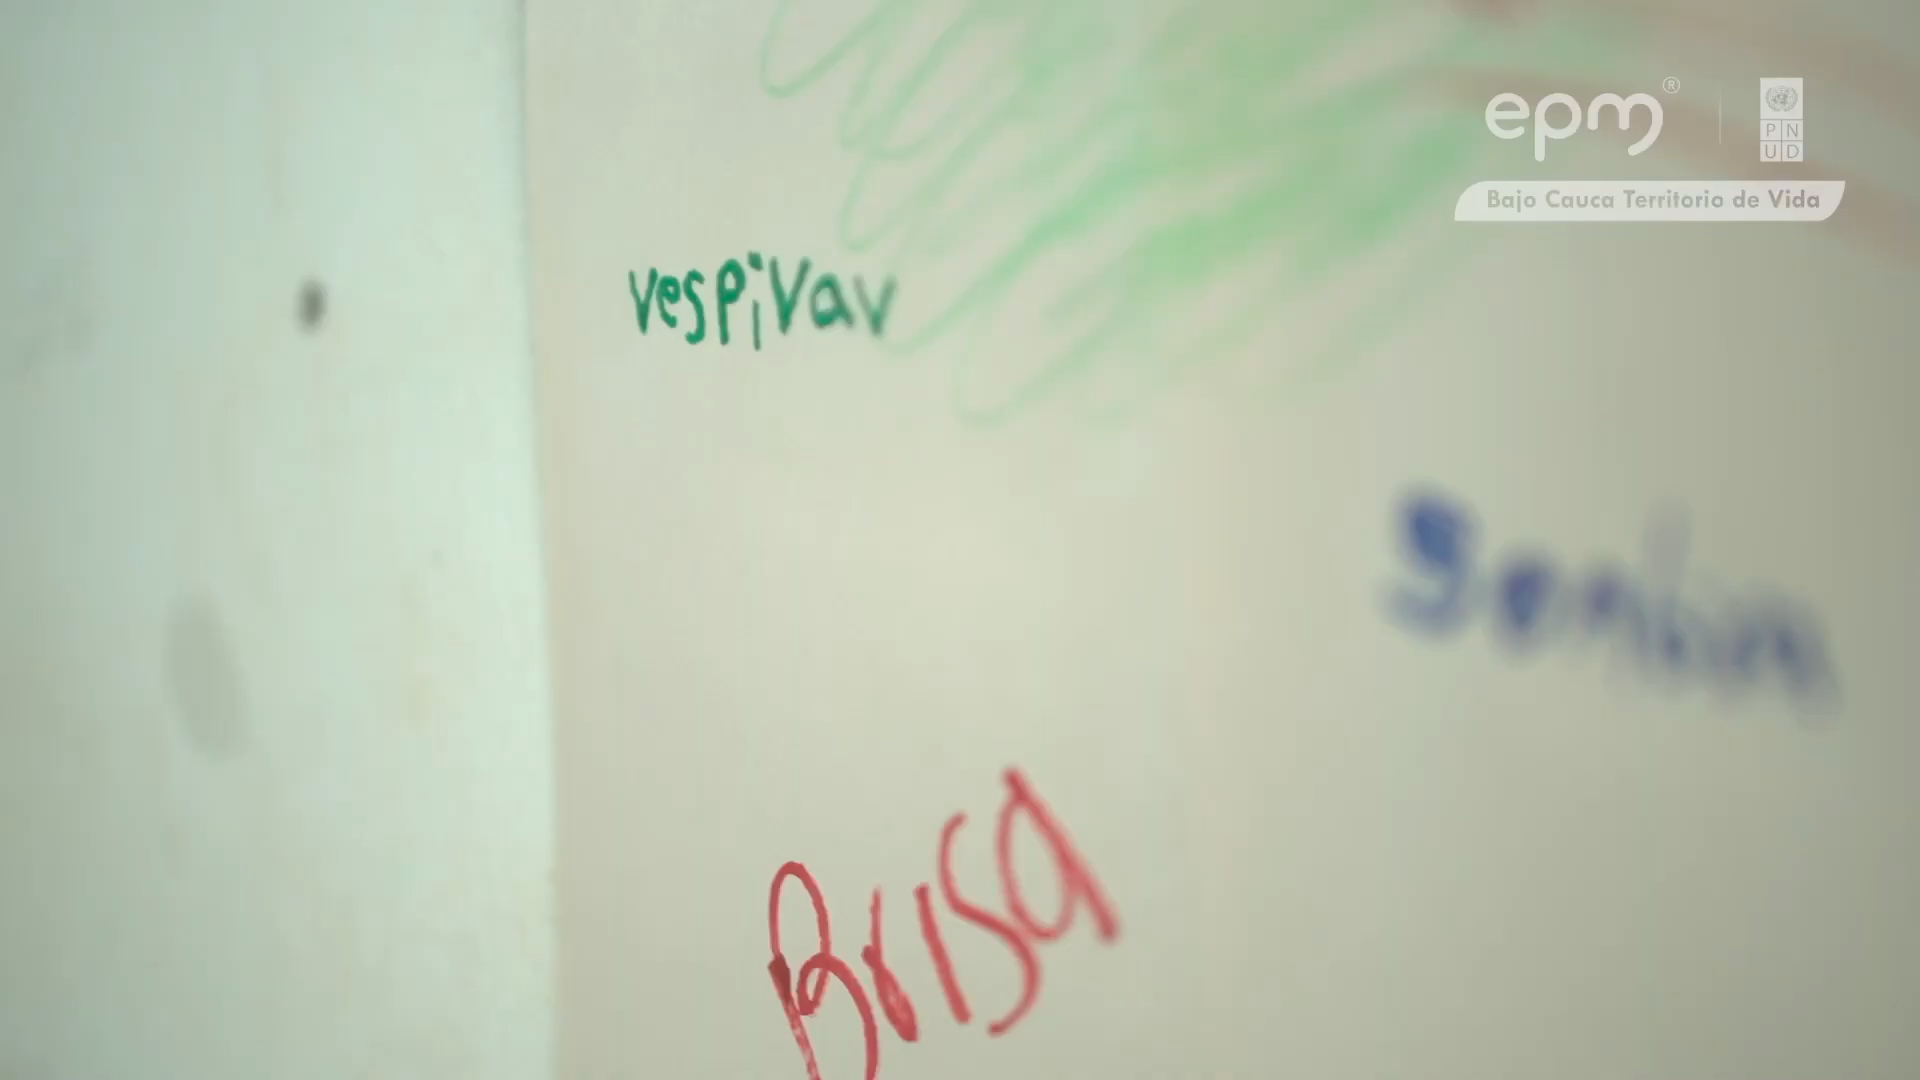 epm®
PNUD
Bajo Cauca Territorio de Vida
vespiVav
Brisa